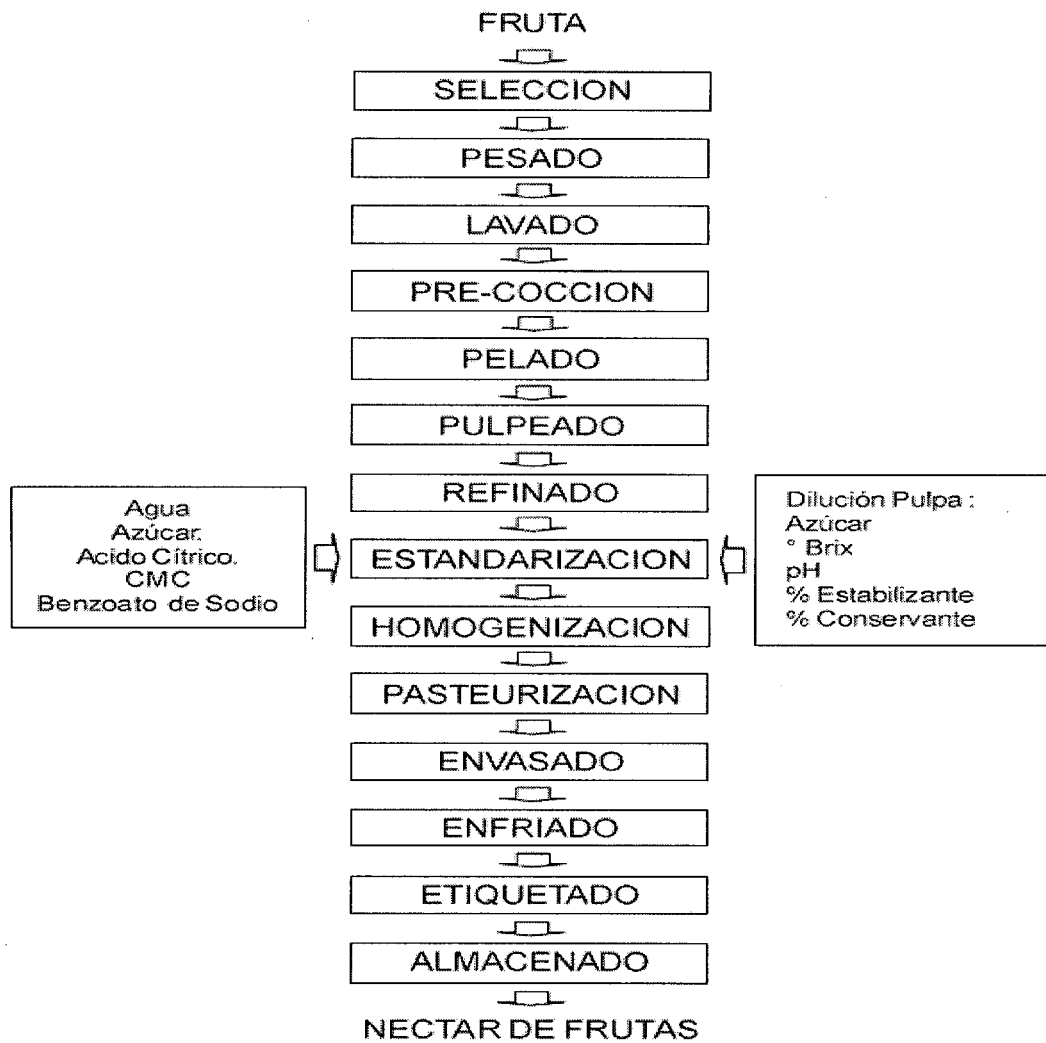 FRUTA
SELECCION
PESADO
LAVADO
PRE-COCCION
PELADO
PULPEADO
REFINADO
Agua
Azúcar.
Acido Cítrico.
CMC
Benzoato de Sodio
Dilución Pulpa :
Azúcar
° Brix
pH
% Estabilizante
% Conservante
ESTANDARIZACION
HOMOGENIZACION
PASTEURIZACION
ENVASADO
ENFRIADO
ETIQUETADO
ALMACENADO
NECTAR DE FRUTAS